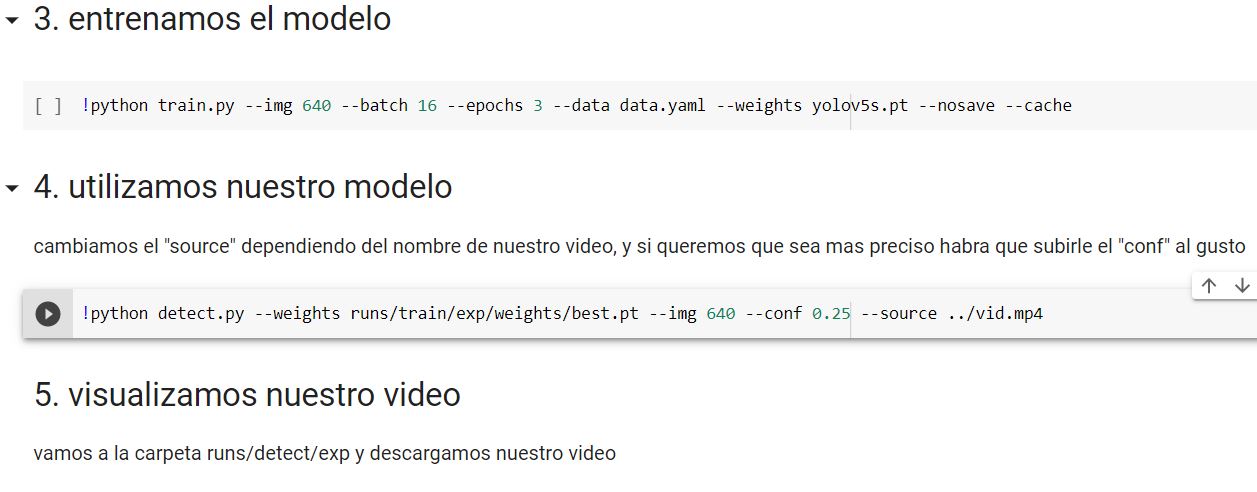 3. entrenamos el modelo
[ ] !python train.py --img 640 --batch 16 --epochs 3 --data data.yaml --weights yolov5s.pt --nosave --cache
4. utilizamos nuestro modelo
cambiamos el "source" dependiendo del nombre de nuestro video, y si queremos que sea mas preciso habra que subirle el "conf" al gusto
!python detect.py --weights runs/train/exp/weights/best.pt --img 640 --conf 0.25 --source ../vid.mp4
5. visualizamos nuestro video
vamos a la carpeta runs/detect/exp y descargamos nuestro video